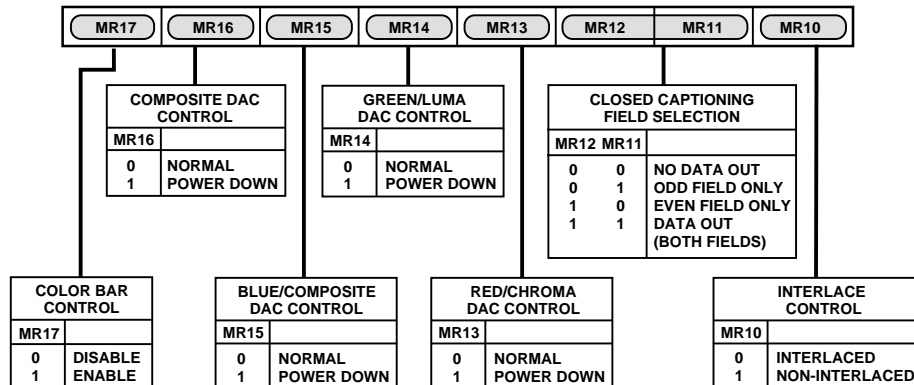 MR17 MR16 MR15 MR14 MR13 MR12 MR11 MR10
COMPOSITE DAC
CONTROL
MR16
0 NORMAL
1 POWER DOWN
GREEN/LUMA
DAC CONTROL
MR14
0 NORMAL
1 POWER DOWN
CLOSED CAPTIONING
FIELD SELECTION
MR12 MR11
0 0 NO DATA OUT
0 1 ODD FIELD ONLY
1 0 EVEN FIELD ONLY
1 1 DATA OUT
(BOTH FIELDS)
COLOR BAR
CONTROL
MR17
0 DISABLE
1 ENABLE
BLUE/COMPOSITE
DAC CONTROL
MR15
0 NORMAL
1 POWER DOWN
RED/CHROMA
DAC CONTROL
MR13
0 NORMAL
1 POWER DOWN
INTERLACE
CONTROL
MR10
0 INTERLACED
1 NON-INTERLACED